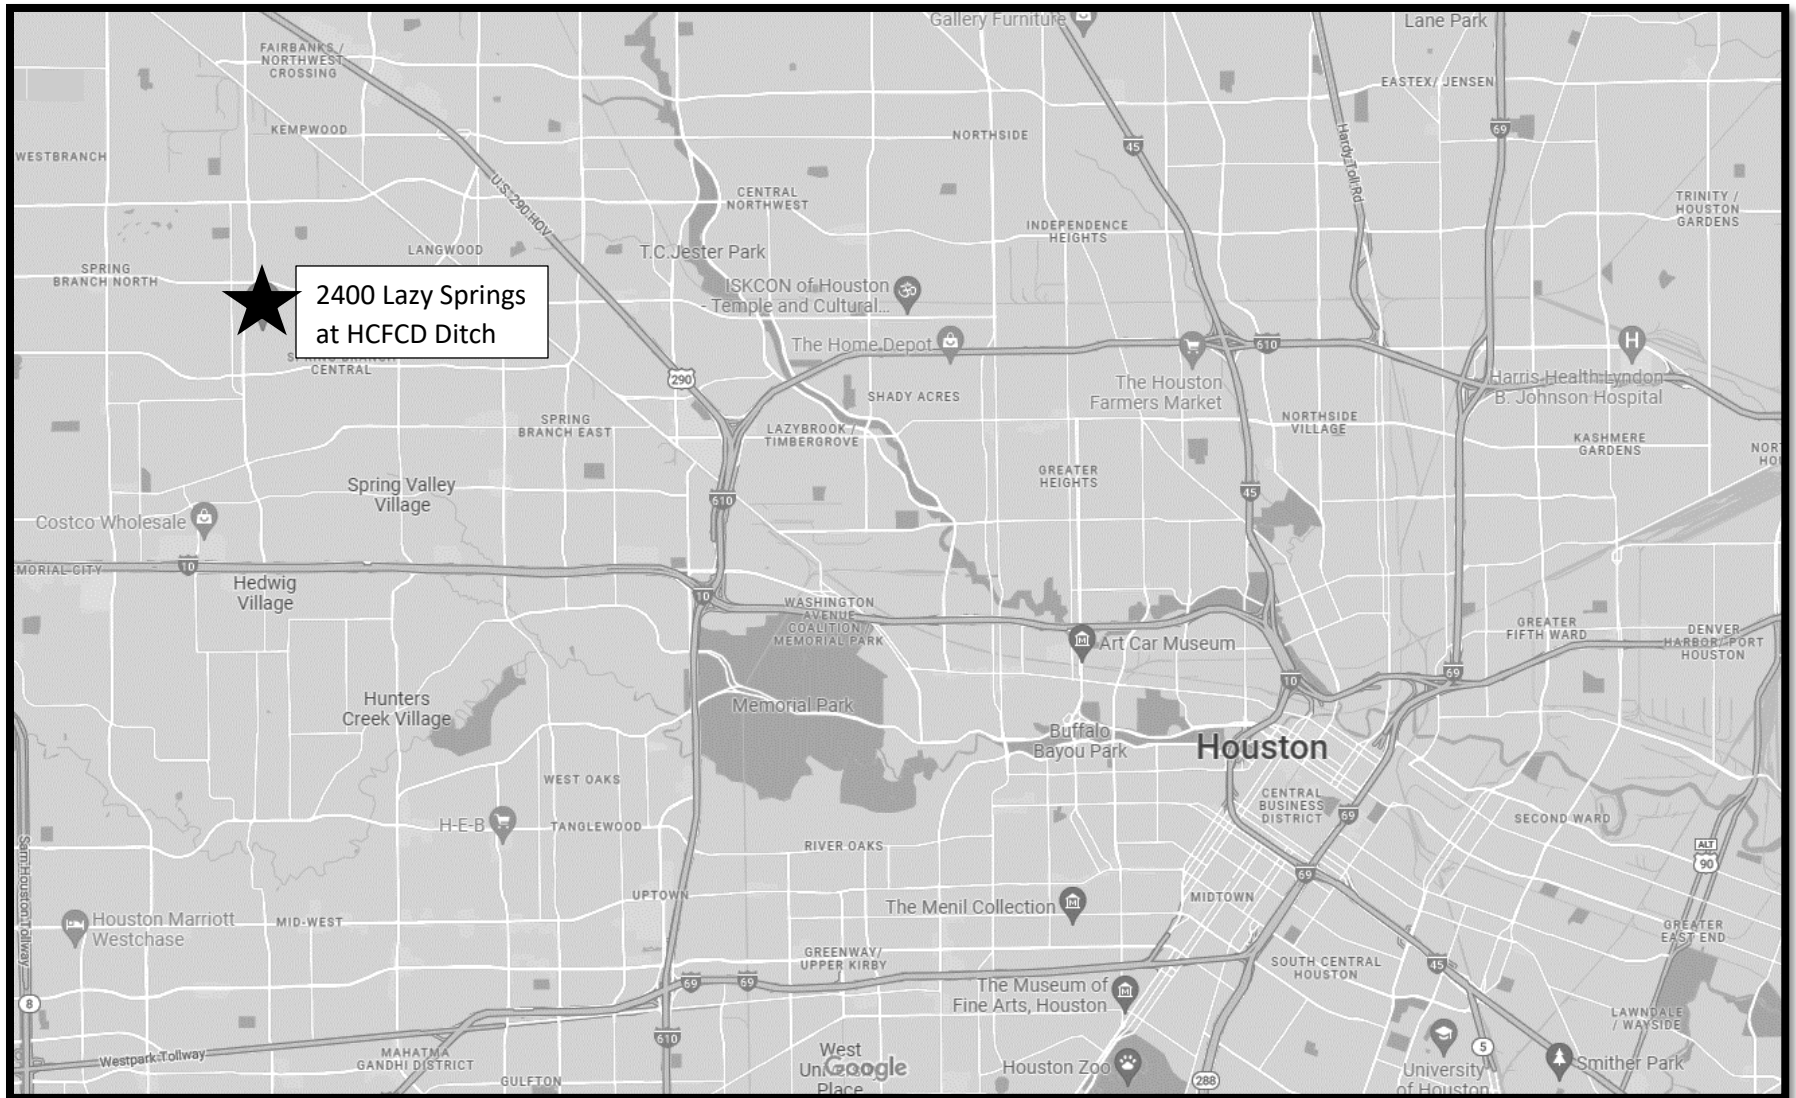 Gallery Furniture
Lane Park
FAIRBANKS /
NORTHWEST
CROSSING
EASTEX / JENSEN
KEMPWOOD
69
NORTHSIDE
45
Hardy Toll Rd
WESTBRANCH
U.S. 290 HOV
CENTRAL
NORTHWEST
TRINITY /
HOUSTON
GARDENS
INDEPENDENCE
HEIGHTS
LANGWOOD
T.C. Jester Park
SPRING
BRANCH NORTH
2400 Lazy Springs
at HCFCD Ditch
ISKCON of Houston
- Temple and Cultural...
The Home Depot
610
H
SPRING BRANCH
CENTRAL
290
The Houston
Farmers Market
Harris Health Lyndon
B. Johnson Hospital
SHADY ACRES
SPRING
BRANCH EAST
LAZYBROOK /
TIMBERGROVE
NORTHSIDE
VILLAGE
KASHMERE
GARDENS
NOR
HO
GREATER
HEIGHTS
Spring Valley
Village
610
45
Costco Wholesale
MORIAL CITY
10
Hedwig
Village
10
WASHINGTON
AVENUE
COALITION /
MEMORIAL PARK
Art Car Museum
GREATER
FIFTH WARD
DENVER
HARBOR / PORT
HOUSTON
69
10
Hunters
Creek Village
Memorial Park
Buffalo
Bayou Park
Houston
WEST OAKS
CENTRAL
BUSINESS
DISTRICT
69
SECOND WARD
H-E-B
TANGLEWOOD
RIVER OAKS
ALT
90
Sam Houston Tollway
69
UPTOWN
MIDTOWN
The Menil Collection
Houston Marriott
Westchase
MID-WEST
GREATER
EAST END
GREENWAY /
UPPER KIRBY
SOUTH CENTRAL
HOUSTON
45
69
69
The Museum of
Fine Arts, Houston
8
LAWNDALE
/ WAYSIDE
610
Westpark Tollway
MAHATMA
GANDHI DISTRICT
West
University
Place
Google
Houston Zoo
5
University
of Houston
Smither Park
GULFTON
288